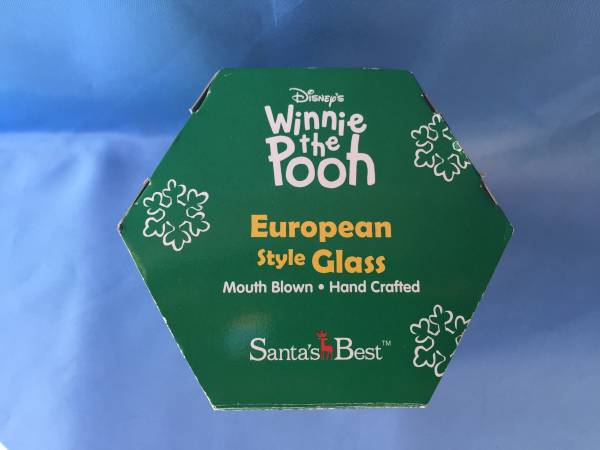 Disney's
Winnie
the
Pooh
European
Style Glass
Mouth Blown • Hand Crafted
Santa's Best™